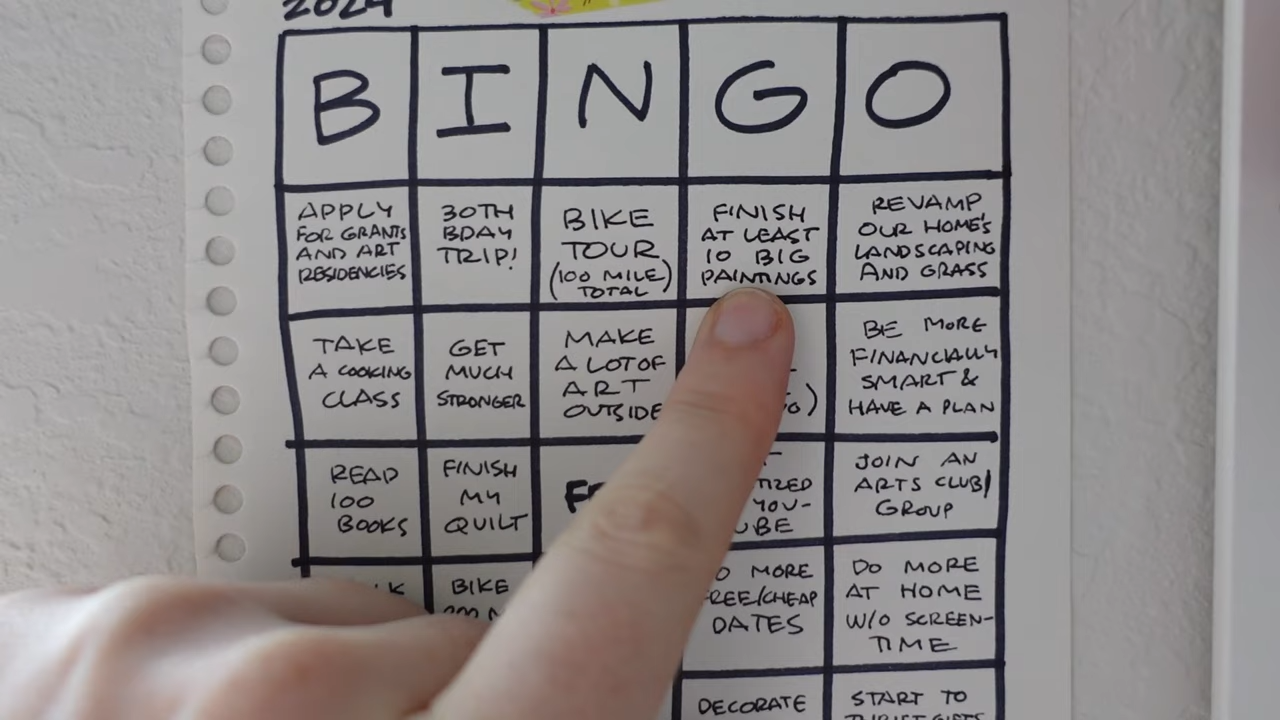 2024
B I N G O
APPLY
FOR GRANTS
AND ART
RESIDENCIES
30TH
BDAY
TRIP!
BIKE
TOUR
(100 MILE)
TOTAL
FINISH
AT LEAST
10 BIG
PAINTINGS
REVAMP
OUR HOME'S
LANDSCAPING
AND GRASS
TAKE
A COOKING
CLASS
GET
MUCH
STRONGER
MAKE
A LOT OF
ART
OUTSIDE
BE MORE
FINANCIALLY
SMART &
HAVE A PLAN
READ
100
BOOKS
FINISH
MY
QUILT
JOIN AN
ARTS CLUB/
GROUP
BIKE
MORE
FREE/CHEAP
DATES
DO MORE
AT HOME
W/O SCREEN-
TIME
DECORATE
START TO